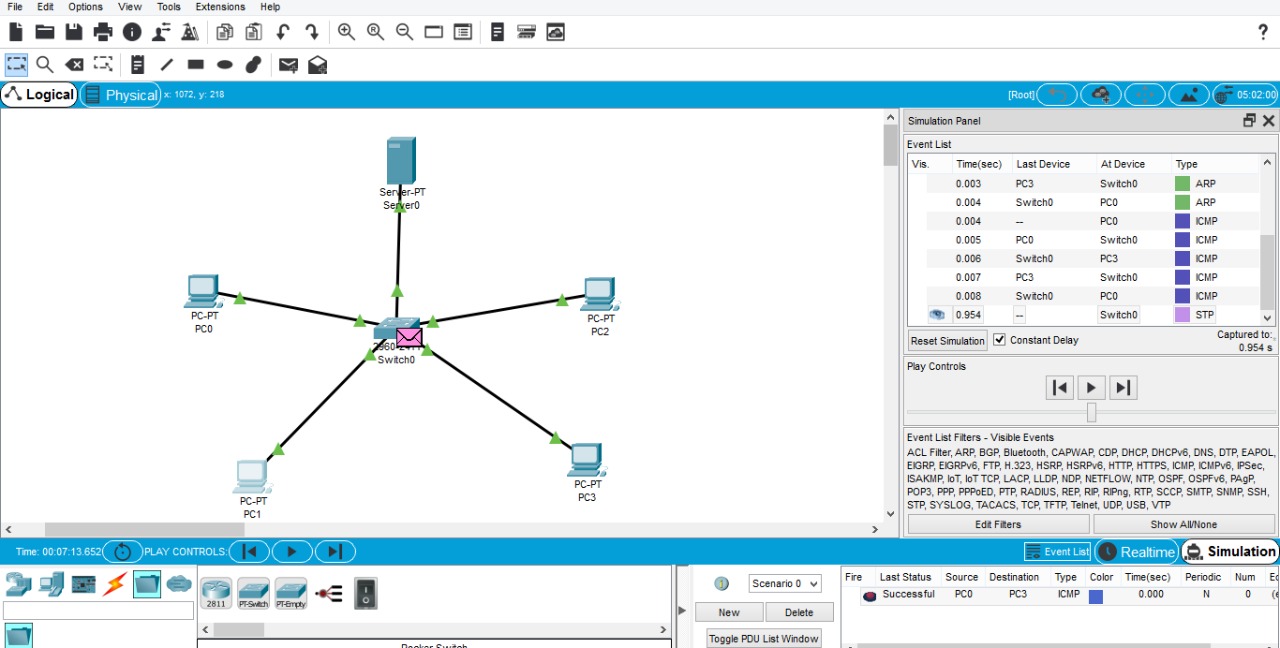 File Edit Options View Tools Extensions Help
?
Logical Physical x: 1072, y: 218 [Root] 05:02:00
Server-PT
Server0
PC-PT
PC0
PC-PT
PC2
Switch0
PC-PT
PC1
PC-PT
PC3
Simulation Panel
Event List
Vis. Time(sec) Last Device At Device Type
0.003 PC3 Switch0 ARP
0.004 Switch0 PC0 ARP
0.004 -- PC0 ICMP
0.005 PC0 Switch0 ICMP
0.006 Switch0 PC3 ICMP
0.007 PC3 Switch0 ICMP
0.008 Switch0 PC0 ICMP
0.954 -- Switch0 STP
Reset Simulation Constant Delay Captured to:
0.954 s
Play Controls
Event List Filters - Visible Events
ACL Filter, ARP, BGP, Bluetooth, CAPWAP, CDP, DHCP, DHCPv6, DNS, DTP, EAPOL,
EIGRP, EIGRPv6, FTP, H.323, HSRP, HSRPv6, HTTP, HTTPS, ICMP, ICMPv6, IPSec,
ISAKMP, IoT, IoT TCP, LACP, LLDP, NDP, NETFLOW, NTP, OSPF, OSPFv6, PAgP,
POP3, PPP, PPPoED, PTP, RADIUS, REP, RIP, RIPng, RTP, SCCP, SMTP, SNMP, SSH,
STP, SYSLOG, TACACS, TCP, TFTP, Telnet, UDP, USB, VTP
Edit Filters Show All/None
Time: 00:07:13.652 PLAY CONTROLS: Event List Realtime Simulation
2811 PT-Switch PT-Empty
Scenario 0
New Delete
Toggle PDU List Window
Fire Last Status Source Destination Type Color Time(sec) Periodic Num
Successful PC0 PC3 ICMP 0.000 N 0